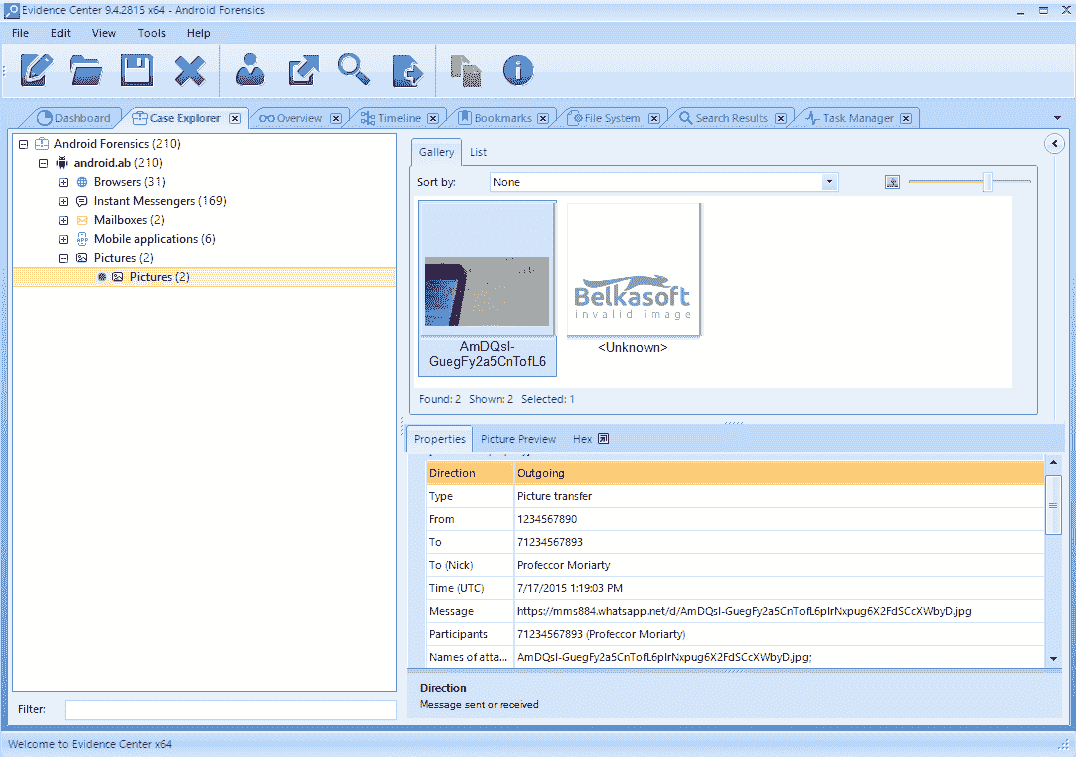 Evidence Center 9.4.2815 x64 - Android Forensics
File Edit View Tools Help
Dashboard Case Explorer Overview Timeline Bookmarks File System Search Results Task Manager
Android Forensics (210)
android.ab (210)
Browsers (31)
Instant Messengers (169)
Mailboxes (2)
Mobile applications (6)
Pictures (2)
Pictures (2)
Filter:
Gallery List
Sort by: None
Belkasoft
invalid image
AmDQsI-
GuegFy2a5CnTofL6
<Unknown>
Found: 2 Shown: 2 Selected: 1
Properties Picture Preview Hex
Direction Outgoing
Type Picture transfer
From 1234567890
To 71234567893
To (Nick) Profeccor Moriarty
Time (UTC) 7/17/2015 1:19:03 PM
Message https://mms884.whatsapp.net/d/AmDQsI-GuegFy2a5CnTofL6pIrNxpug6X2FdSCcXWbyD.jpg
Participants 71234567893 (Profeccor Moriarty)
Names of atta... AmDQsI-GuegFy2a5CnTofL6pIrNxpug6X2FdSCcXWbyD.jpg;
Direction
Message sent or received
Welcome to Evidence Center x64